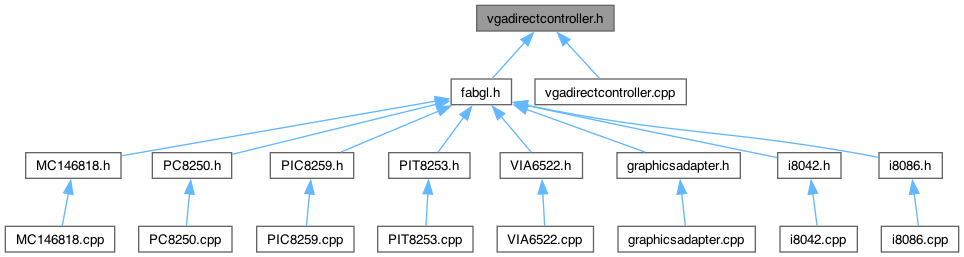 vgadirectcontroller.h
fabgl.h
vgadirectcontroller.cpp
MC146818.h
PC8250.h
PIC8259.h
PIT8253.h
VIA6522.h
graphicsadapter.h
i8042.h
i8086.h
MC146818.cpp
PC8250.cpp
PIC8259.cpp
PIT8253.cpp
VIA6522.cpp
graphicsadapter.cpp
i8042.cpp
i8086.cpp